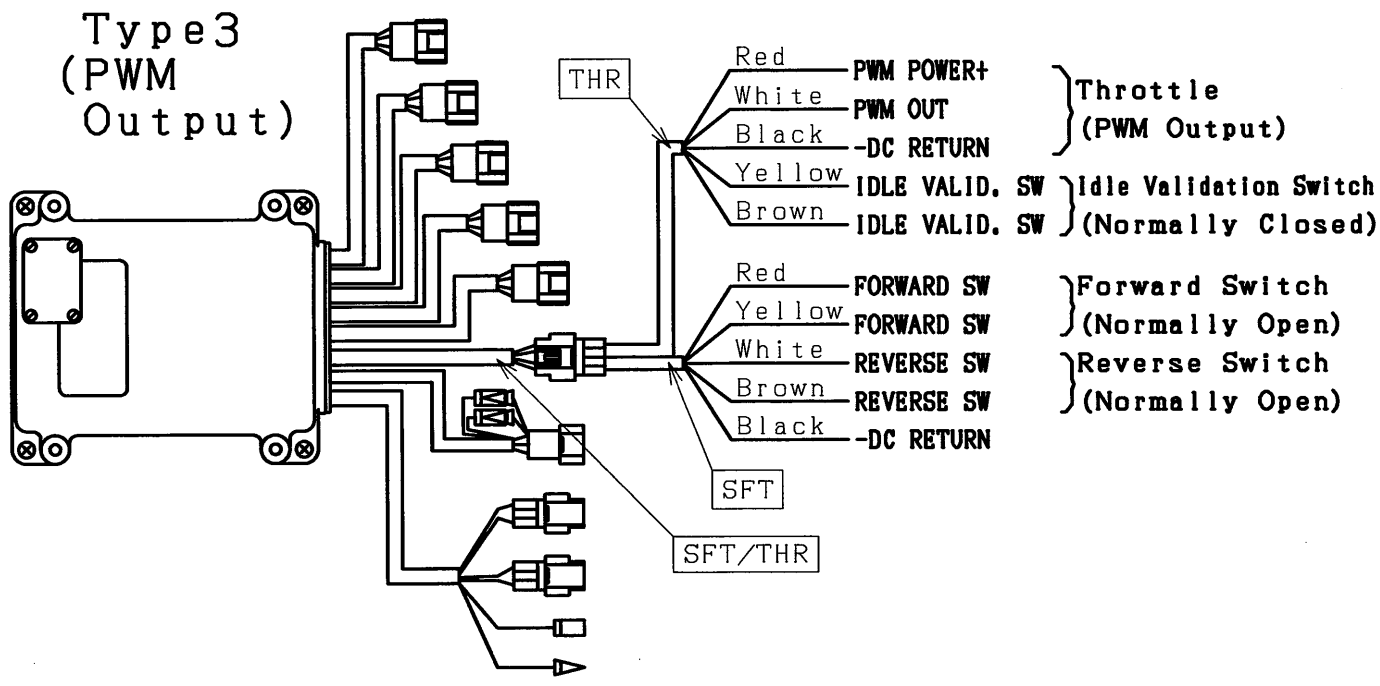 Type3
(PWM
Output)
THR
Red PWM POWER+
White PWM OUT
Black -DC RETURN
Throttle
(PWM Output)
Yellow IDLE VALID. SW
Brown IDLE VALID. SW
Idle Validation Switch
(Normally Closed)
Red FORWARD SW
Yellow FORWARD SW
Forward Switch
(Normally Open)
White REVERSE SW
Brown REVERSE SW
Reverse Switch
(Normally Open)
Black -DC RETURN
SFT
SFT/THR